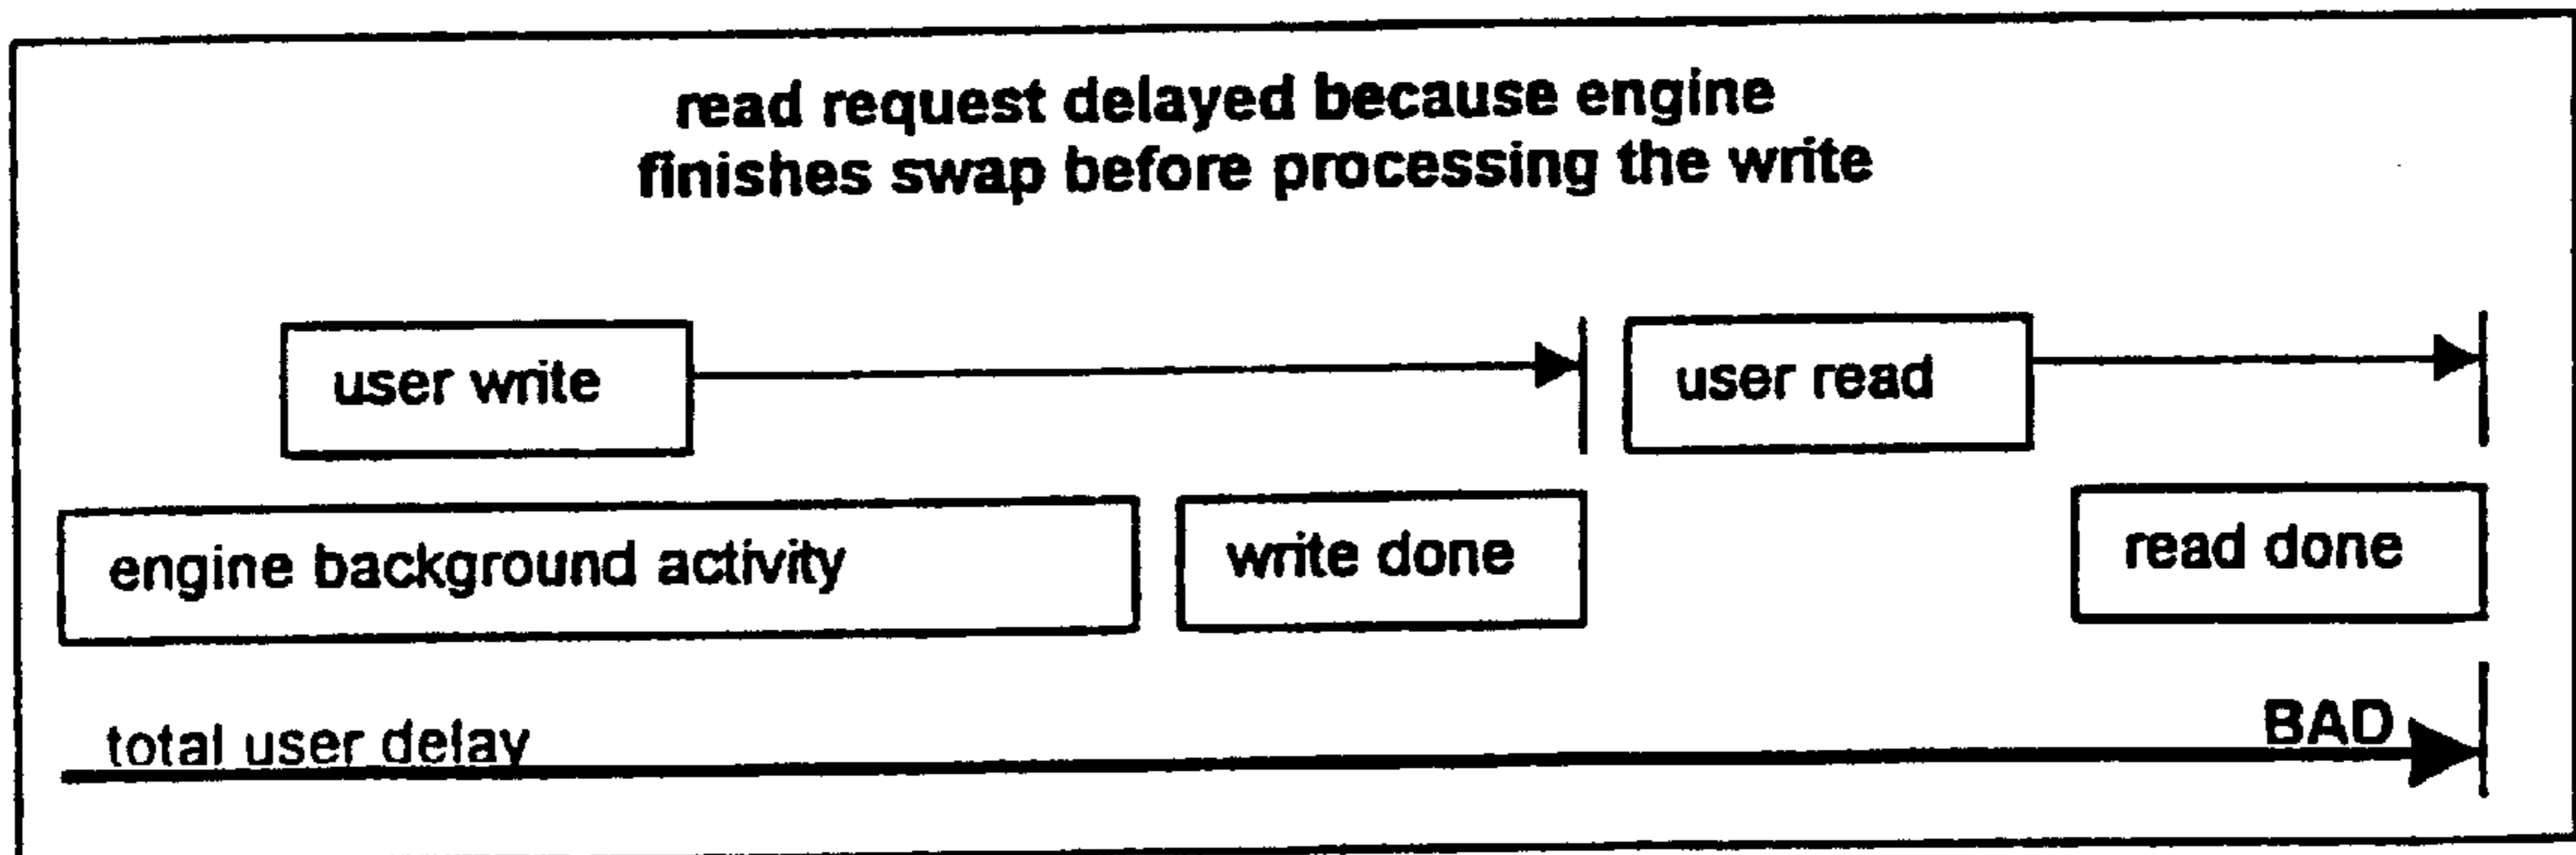 read request delayed because engine
finishes swap before processing the write
user write
user read
engine background activity
write done
read done
total user delay
BAD